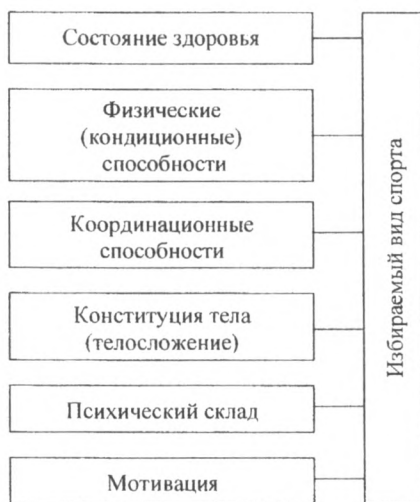 Состояние здоровья
Физические
(кондиционные)
способности
Координационные
способности
Конституция тела
(телосложение)
Психический склад
Мотивация
Избираемый вид спорта